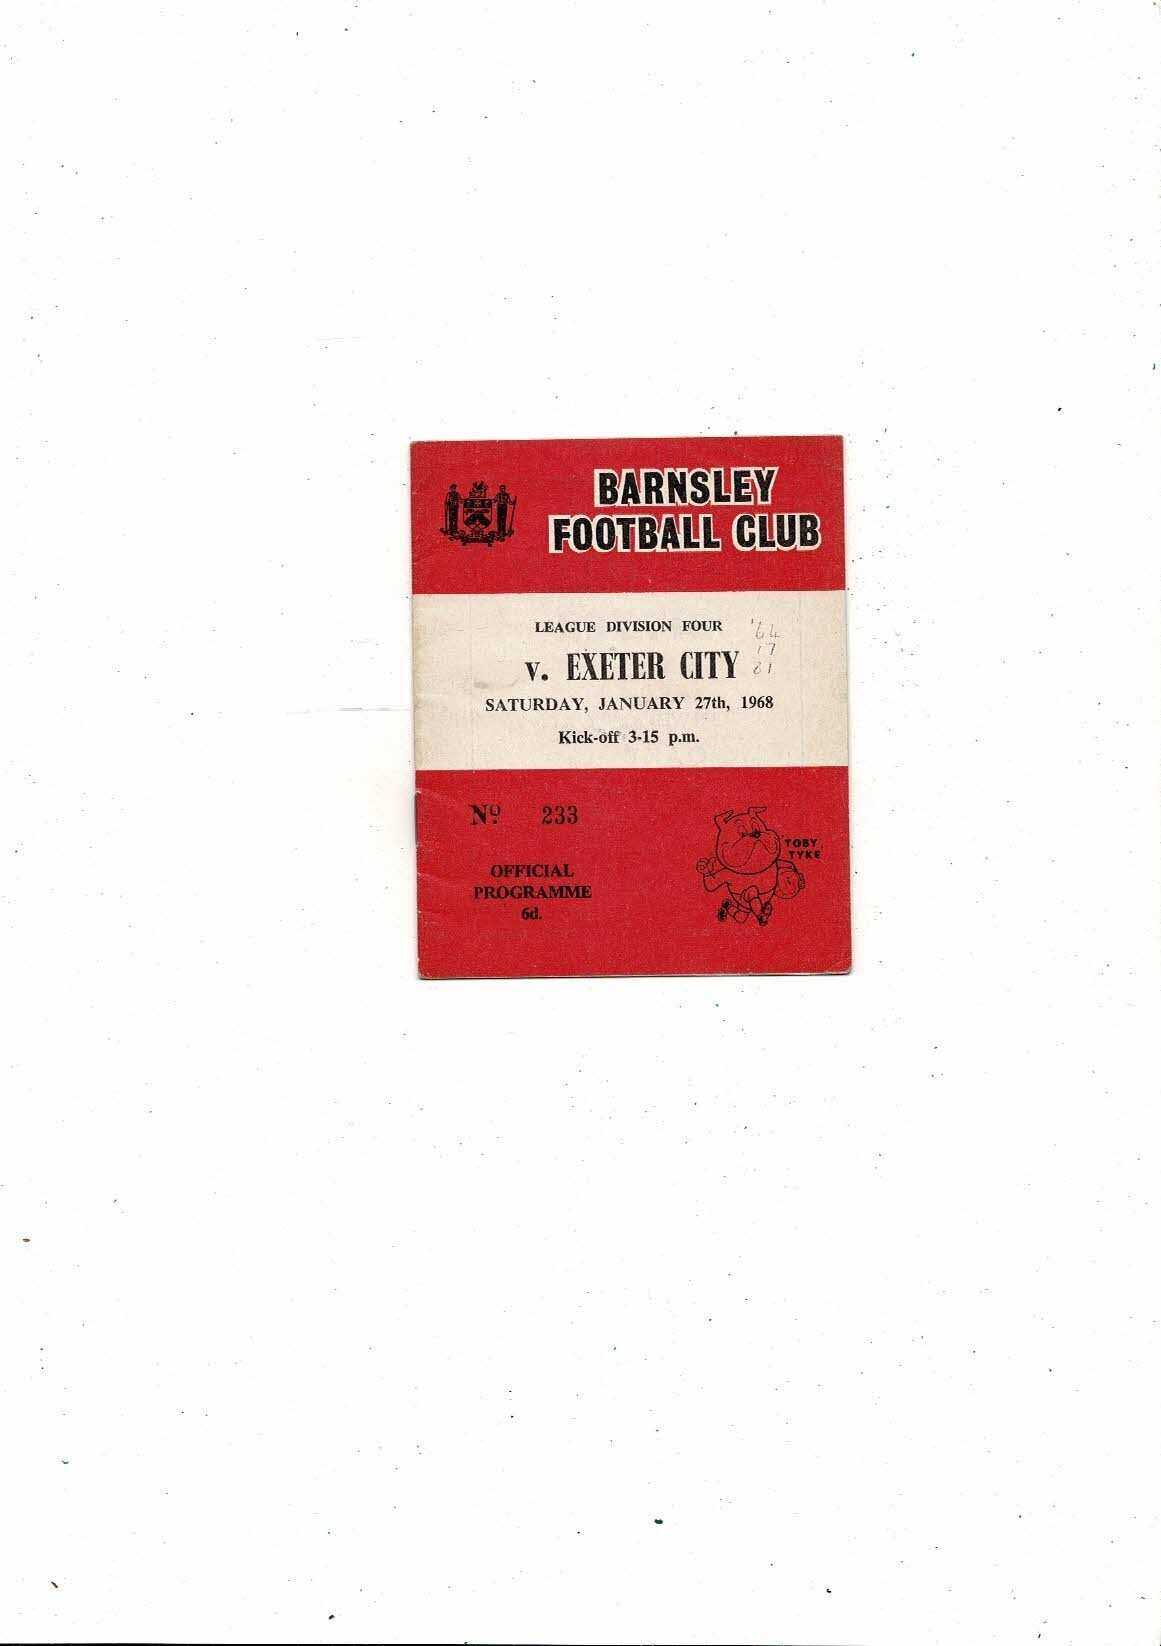 BARNSLEY
FOOTBALL CLUB
LEAGUE DIVISION FOUR
v. EXETER CITY
SATURDAY, JANUARY 27th, 1968
Kick-off 3-15 p.m.
Nº. 233
TOBY
TYKE
OFFICIAL
PROGRAMME
6d.